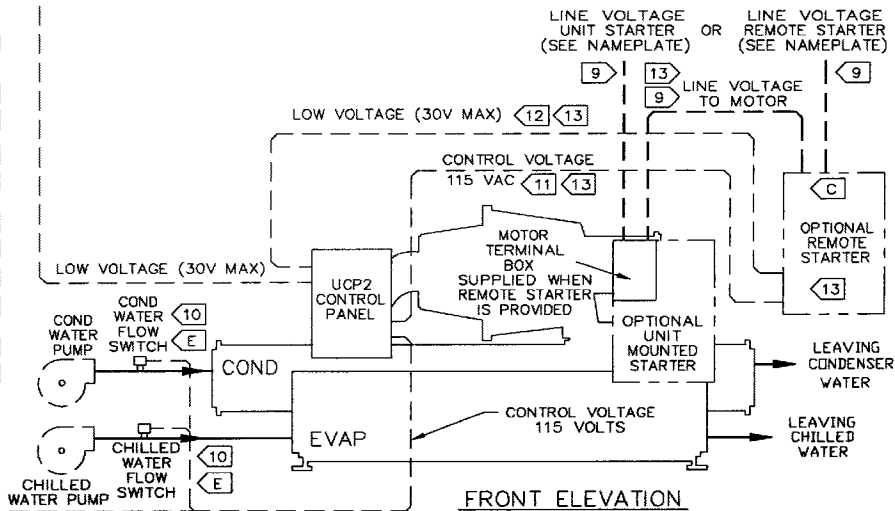 LINE VOLTAGE
UNIT STARTER
(SEE NAMEPLATE)
OR
LINE VOLTAGE
REMOTE STARTER
(SEE NAMEPLATE)
9
13
9
LINE VOLTAGE
TO MOTOR
9
LOW VOLTAGE (30V MAX)
12
13
CONTROL VOLTAGE
115 VAC
11
13
C
OPTIONAL
REMOTE
STARTER
13
MOTOR
TERMINAL
BOX
SUPPLIED WHEN
REMOTE STARTER
IS PROVIDED
LOW VOLTAGE (30V MAX)
UCP2
CONTROL
PANEL
COND
WATER
PUMP
COND
WATER
FLOW
SWITCH
10
E
OPTIONAL UNIT
MOUNTED
STARTER
COND
LEAVING
CONDENSER
WATER
CONTROL VOLTAGE
115 VOLTS
EVAP
LEAVING
CHILLED
WATER
CHILLED
WATER PUMP
CHILLED
WATER
FLOW
SWITCH
10
E
FRONT ELEVATION